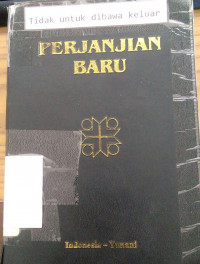 Tidak untuk dibawa keluar
PERJANJIAN
BARU
Indonesia - Yunani